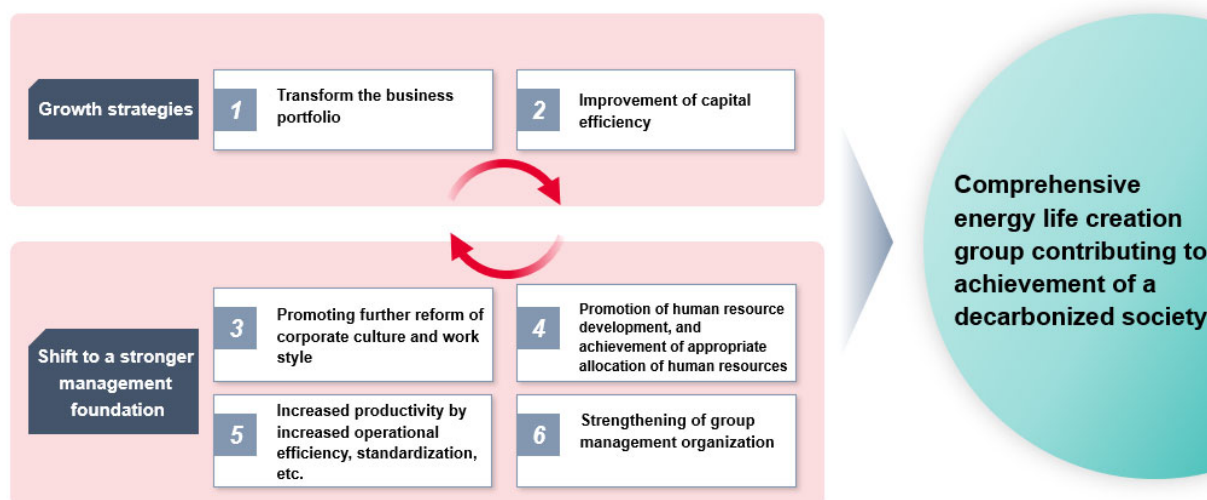 Growth strategies
1
Transform the business
portfolio
2
Improvement of capital
efficiency
Shift to a stronger
management
foundation
3
Promoting further reform of
corporate culture and work
style
4
Promotion of human resource
development, and
achievement of appropriate
allocation of human resources
5
Increased productivity by
increased operational
efficiency, standardization,
etc.
6
Strengthening of group
management organization
Comprehensive
energy life creation
group contributing to
achievement of a
decarbonized society